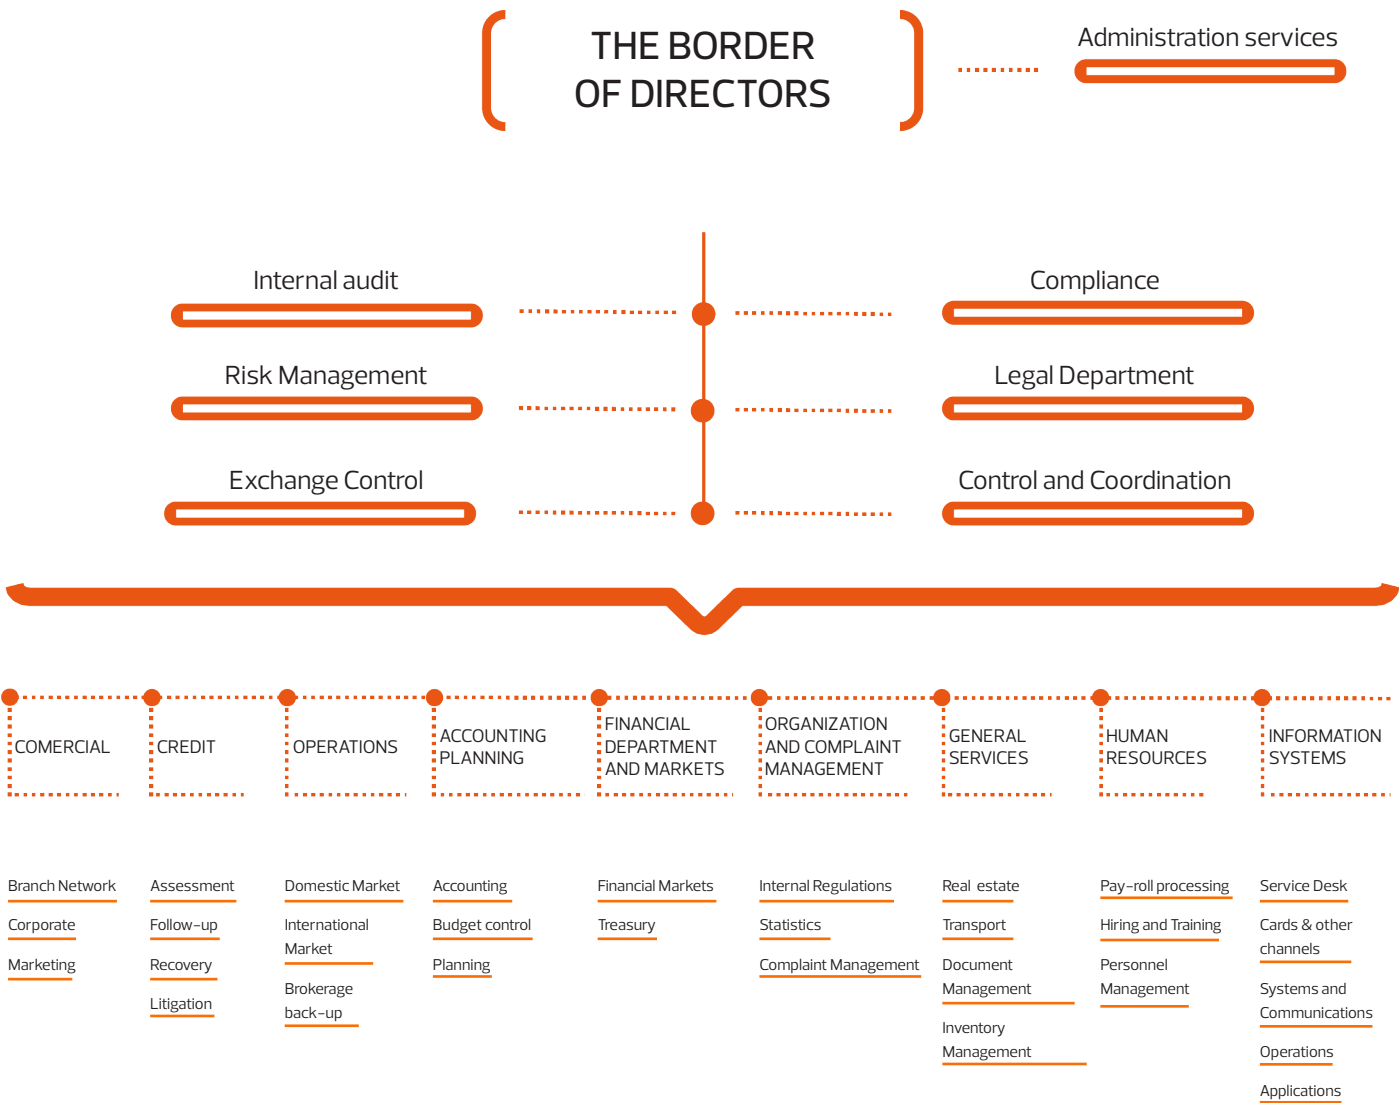 THE BORDER
OF DIRECTORS
Administration services
Internal audit
Compliance
Risk Management
Legal Department
Exchange Control
Control and Coordination
COMERCIAL
CREDIT
OPERATIONS
ACCOUNTING
PLANNING
FINANCIAL
DEPARTMENT
AND MARKETS
ORGANIZATION
AND COMPLAINT
MANAGEMENT
GENERAL
SERVICES
HUMAN
RESOURCES
INFORMATION
SYSTEMS
Branch Network
Corporate
Marketing
Assessment
Follow-up
Recovery
Litigation
Domestic Market
International
Market
Brokerage
back-up
Accounting
Budget control
Planning
Financial Markets
Treasury
Internal Regulations
Statistics
Complaint Management
Real estate
Transport
Document
Management
Inventory
Management
Pay-roll processing
Hiring and Training
Personnel
Management
Service Desk
Cards & other
channels
Systems and
Communications
Operations
Applications